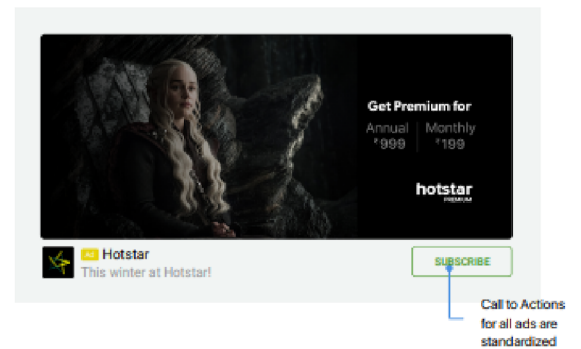 Get Premium for
Annual Monthly
₹999 ₹199
hotstar
PREMIUM
Ad Hotstar
This winter at Hotstar!
SUBSCRIBE
Call to Actions
for all ads are
standardized